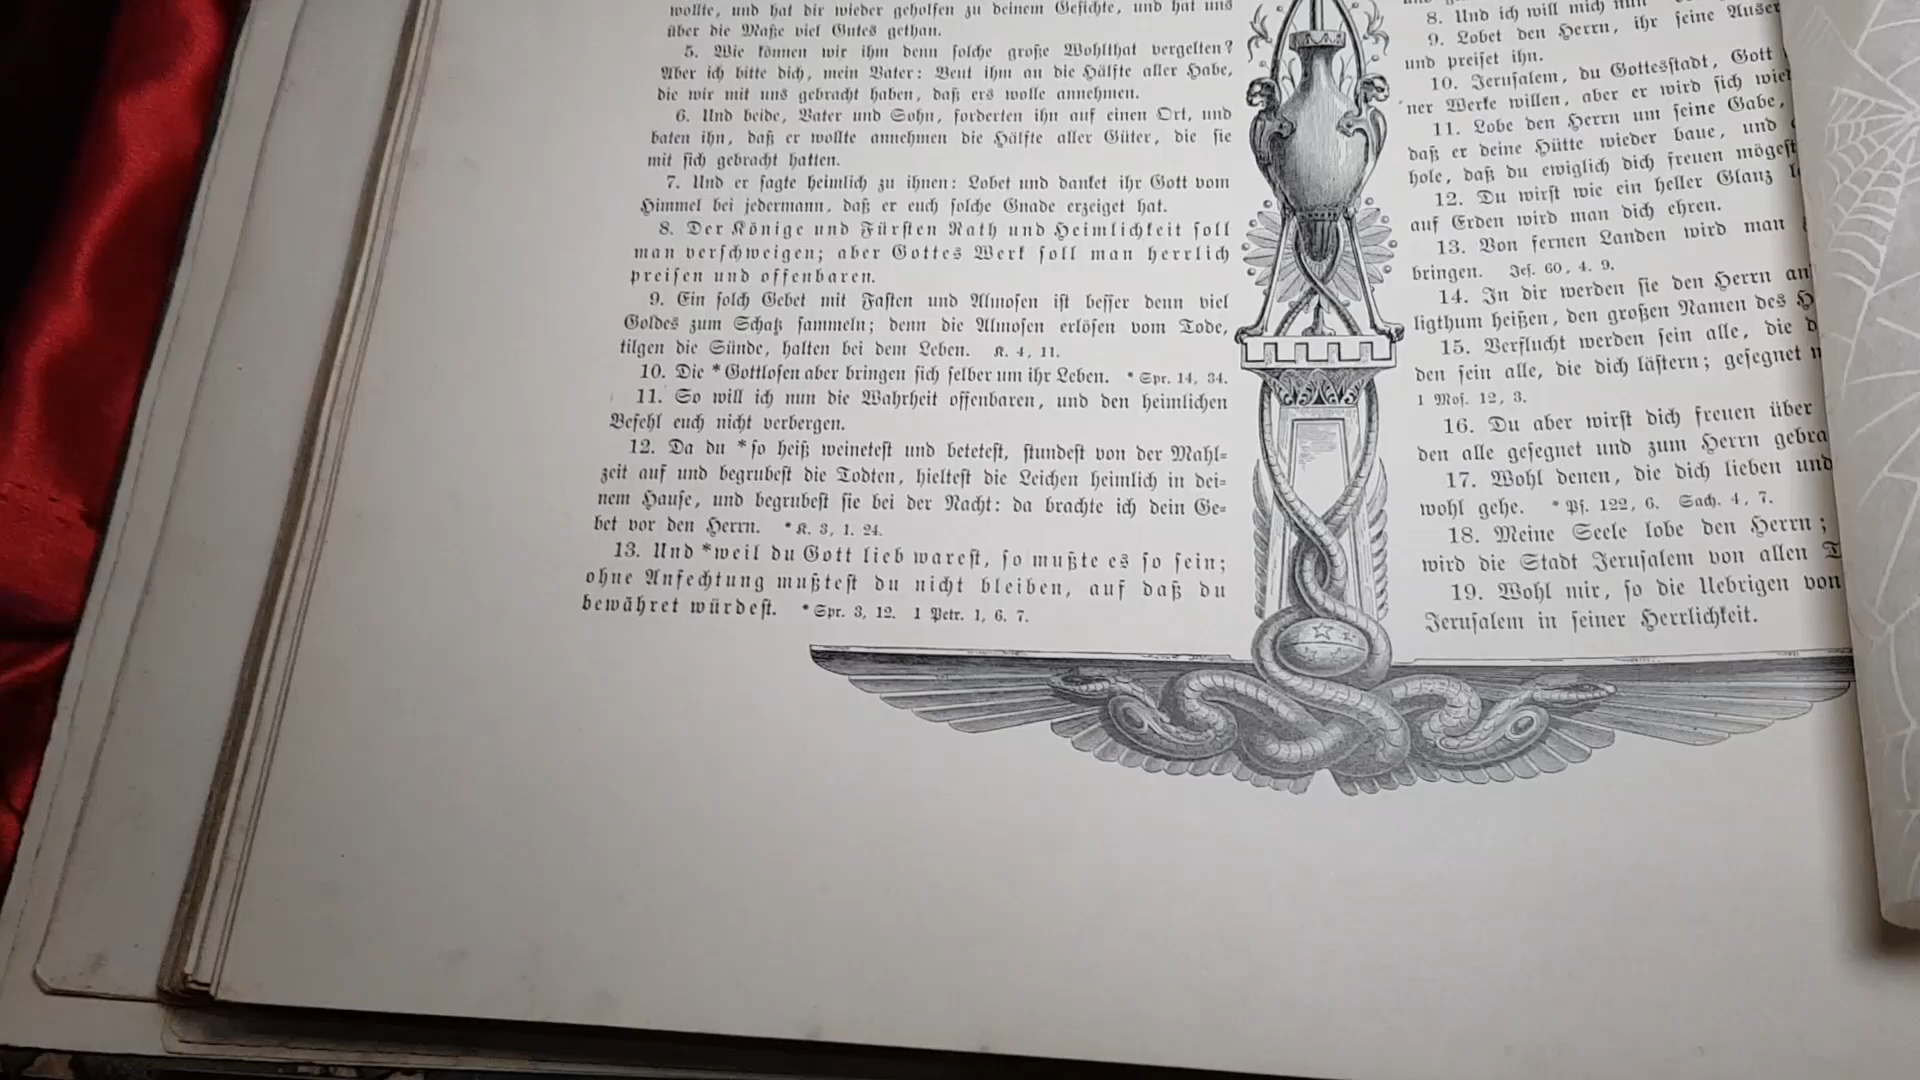 wollte, und hat dir wieder geholfen zu deinem Gesichte, und hat uns
über die Maße viel Gutes gethan.
5. Wie können wir ihm denn solche große Wohlthat vergelten?
Aber ich bitte dich, mein Vater: Beut ihm an die Hälfte aller Habe,
die wir mit uns gebracht haben, daß ers wolle annehmen.
6. Und beide, Vater und Sohn, forderten ihn auf einen Ort, und
baten ihn, daß er wollte annehmen die Hälfte aller Güter, die sie
mit sich gebracht hatten.
7. Und er sagte heimlich zu ihnen: Lobet und danket ihr Gott vom
Himmel bei jedermann, daß er euch solche Gnade erzeiget hat.
8. Der Könige und Fürsten Rath und Heimlichkeit soll
man verschweigen; aber Gottes Werk soll man herrlich
preisen und offenbaren.
9. Ein solch Gebet mit Fasten und Almosen ist besser denn viel
Goldes zum Schatz sammeln; denn die Almosen erlösen vom Tode,
tilgen die Sünde, halten bei dem Leben. K. 4, 11.
10. Die *Gottlosen aber bringen sich selber um ihr Leben. *Spr. 14, 34.
11. So will ich nun die Wahrheit offenbaren, und den heimlichen
Befehl euch nicht verbergen.
12. Da du *so heiß weinetest und betetest, stundest von der Mahl=
zeit auf und begrubest die Todten, hieltest die Leichen heimlich in dei=
nem Hause, und begrubest sie bei der Nacht: da brachte ich dein Ge=
bet vor den Herrn. *K. 3, 1. 24.
13. Und *weil du Gott lieb warest, so mußte es so sein;
ohne Anfechtung mußtest du nicht bleiben, auf daß du
bewähret würdest. *Spr. 3, 12. 1 Petr. 1, 6. 7.
8. Und ich will mich nun
9. Lobet den Herrn, ihr seine Auser
und preiset ihn.
10. Jerusalem, du Gottesstadt, Gott
ner Werke willen, aber er wird sich
11. Lobe den Herrn um seine Gabe,
daß er deine Hütte wieder baue, und
hole, daß du ewiglich dich freuen mögest
12. Du wirst wie ein heller Glanz
auf Erden wird man dich ehren.
13. Von fernen Landen wird man
bringen. Jes. 60, 4. 9.
14. In dir werden sie den Herrn an
ligthum heißen, den großen Namen des
15. Verflucht werden sein alle, die
den sein alle, die dich lästern; gesegnet
1 Mos. 12, 3.
16. Du aber wirst dich freuen über
den alle gesegnet und zum Herrn gebra
17. Wohl denen, die dich lieben und
wohl gehe. *Ps. 122, 6. Sach. 4, 7.
18. Meine Seele lobe den Herrn;
wird die Stadt Jerusalem von allen
19. Wohl mir, so die Uebrigen von
Jerusalem in seiner Herrlichkeit.